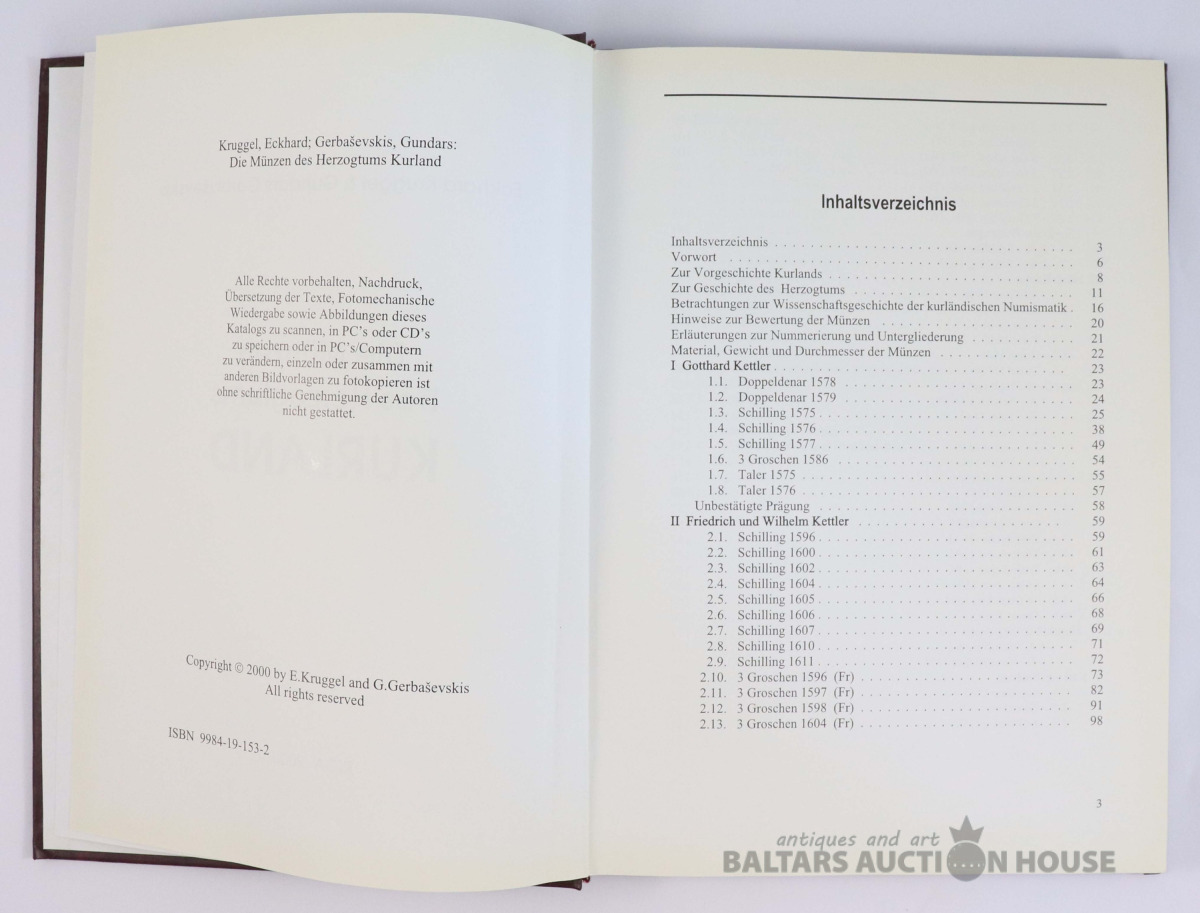 Kruggel, Eckhard; Gerbaševskis, Gundars:
Die Münzen des Herzogtums Kurland
Alle Rechte vorbehalten, Nachdruck,
Übersetzung der Texte, Fotomechanische
Wiedergabe sowie Abbildungen dieses
Katalogs zu scannen, in PC's oder CD's
zu speichern oder in PC's/Computern
zu verändern, einzeln oder zusammen mit
anderen Bildvorlagen zu fotokopieren ist
ohne schriftliche Genehmigung der Autoren
nicht gestattet.
Copyright © 2000 by E.Kruggel and G.Gerbaševskis
All rights reserved
ISBN 9984-19-153-2
Inhaltsverzeichnis
Inhaltsverzeichnis . . . 3
Vorwort . . . 6
Zur Vorgeschichte Kurlands . . . 8
Zur Geschichte des Herzogtums . . . 11
Betrachtungen zur Wissenschaftsgeschichte der kurländischen Numismatik . 16
Hinweise zur Bewertung der Münzen . . . 20
Erläuterungen zur Nummerierung und Untergliederung . . . 21
Material, Gewicht und Durchmesser der Münzen . . . 22
I Gotthard Kettler . . . 23
1.1. Doppeldenar 1578 . . . 23
1.2. Doppeldenar 1579 . . . 24
1.3. Schilling 1575 . . . 25
1.4. Schilling 1576 . . . 38
1.5. Schilling 1577 . . . 49
1.6. 3 Groschen 1586 . . . 54
1.7. Taler 1575 . . . 55
1.8. Taler 1576 . . . 57
Unbestätigte Prägung . . . 58
II Friedrich und Wilhelm Kettler . . . 59
2.1. Schilling 1596 . . . 59
2.2. Schilling 1600 . . . 61
2.3. Schilling 1602 . . . 63
2.4. Schilling 1604 . . . 64
2.5. Schilling 1605 . . . 66
2.6. Schilling 1606 . . . 68
2.7. Schilling 1607 . . . 69
2.8. Schilling 1610 . . . 71
2.9. Schilling 1611 . . . 72
2.10. 3 Groschen 1596 (Fr) . . . 73
2.11. 3 Groschen 1597 (Fr) . . . 82
2.12. 3 Groschen 1598 (Fr) . . . 91
2.13. 3 Groschen 1604 (Fr) . . . 98
3
antiques and art
BALTARS AUCTION HOUSE